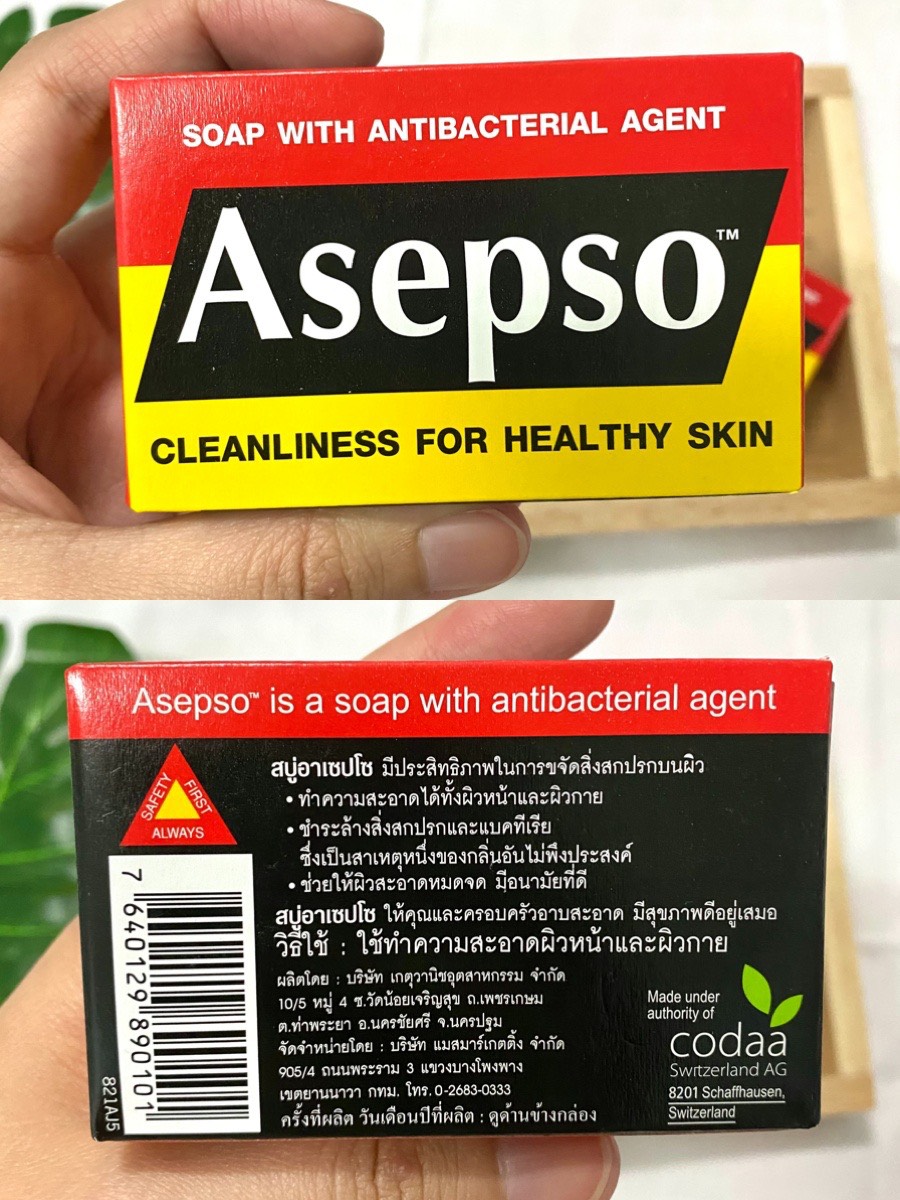 SOAP WITH ANTIBACTERIAL AGENT
Asepso™
CLEANLINESS FOR HEALTHY SKIN
Asepso™ is a soap with antibacterial agent
SAFETY FIRST
ALWAYS
สบู่อาเซปโซ มีประสิทธิภาพในการขจัดสิ่งสกปรกบนผิว
• ทำความสะอาดได้ทั้งผิวหน้าและผิวกาย
• ชำระล้างสิ่งสกปรกและแบคทีเรีย
ซึ่งเป็นสาเหตุหนึ่งของกลิ่นอันไม่พึงประสงค์
• ช่วยให้ผิวสะอาดหมดจด มีอนามัยที่ดี
สบู่อาเซปโซ ให้คุณและครอบครัวอาบสะอาด มีสุขภาพดีอยู่เสมอ
วิธีใช้ : ใช้ทำความสะอาดผิวหน้าและผิวกาย
ผลิตโดย : บริษัท เกตุวานิชอุตสาหกรรม จำกัด
10/5 หมู่ 4 ซ.วัดน้อยเจริญสุข ถ.เพชรเกษม
ต.ท่าพระยา อ.นครชัยศรี จ.นครปฐม
จัดจำหน่ายโดย : บริษัท แมสมาร์เกตติ้ง จำกัด
905/4 ถนนพระราม 3 แขวงบางโพงพาง
เขตยานนาวา กทม. โทร. 0-2683-0333
ครั้งที่ผลิต วันเดือนปีที่ผลิต : ดูด้านข้างกล่อง
Made under
authority of
codaa
Switzerland AG
8201 Schaffhausen,
Switzerland
7 640129 890101
821A15